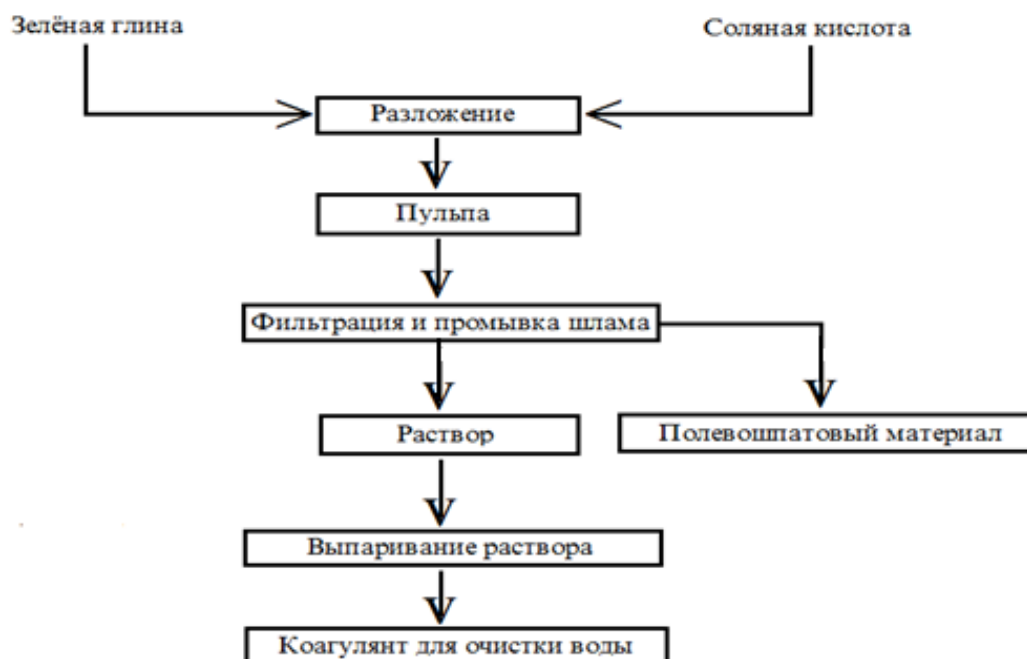 Зелёная глина
Соляная кислота
Разложение
Пульпа
Фильтрация и промывка шлама
Раствор
Полевошпатовый материал
Выпаривание раствора
Коагулянт для очистки воды